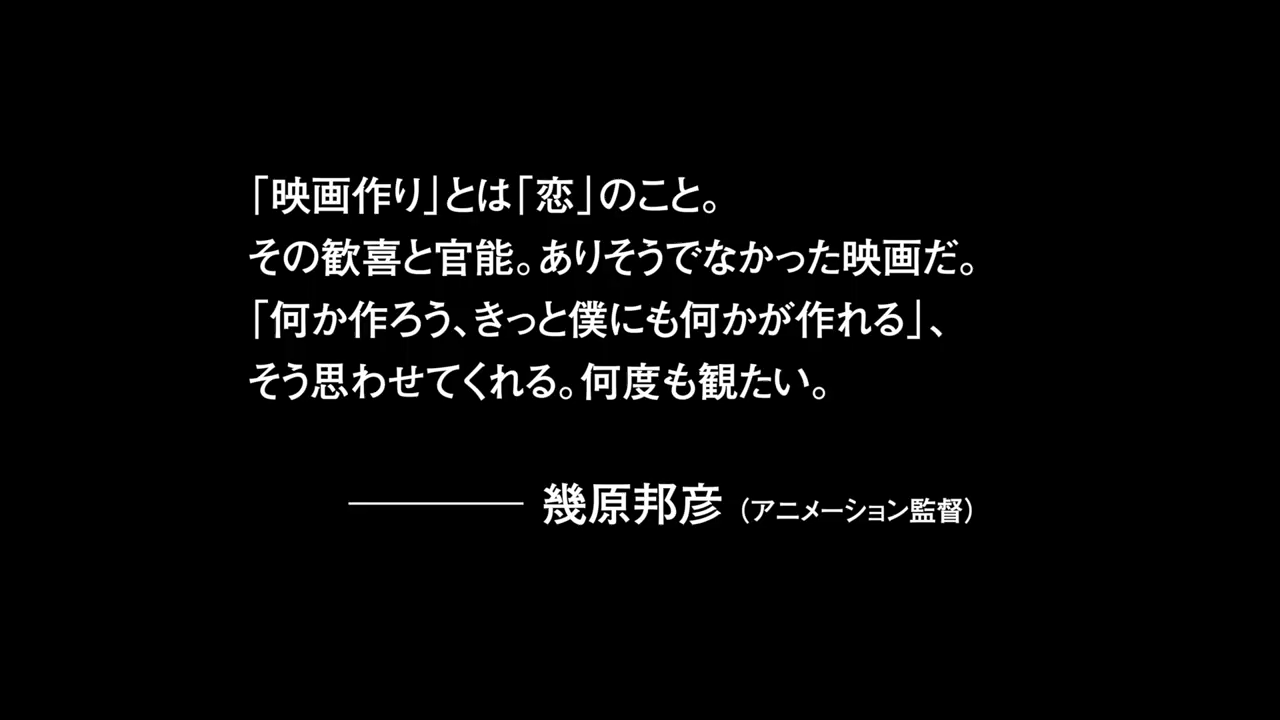 「映画作り」とは「恋」のこと。
その歓喜と官能。ありそうでなかった映画だ。
「何か作ろう、きっと僕にも何かが作れる」、
そう思わせてくれる。何度も観たい。
——— 幾原邦彦（アニメーション監督）